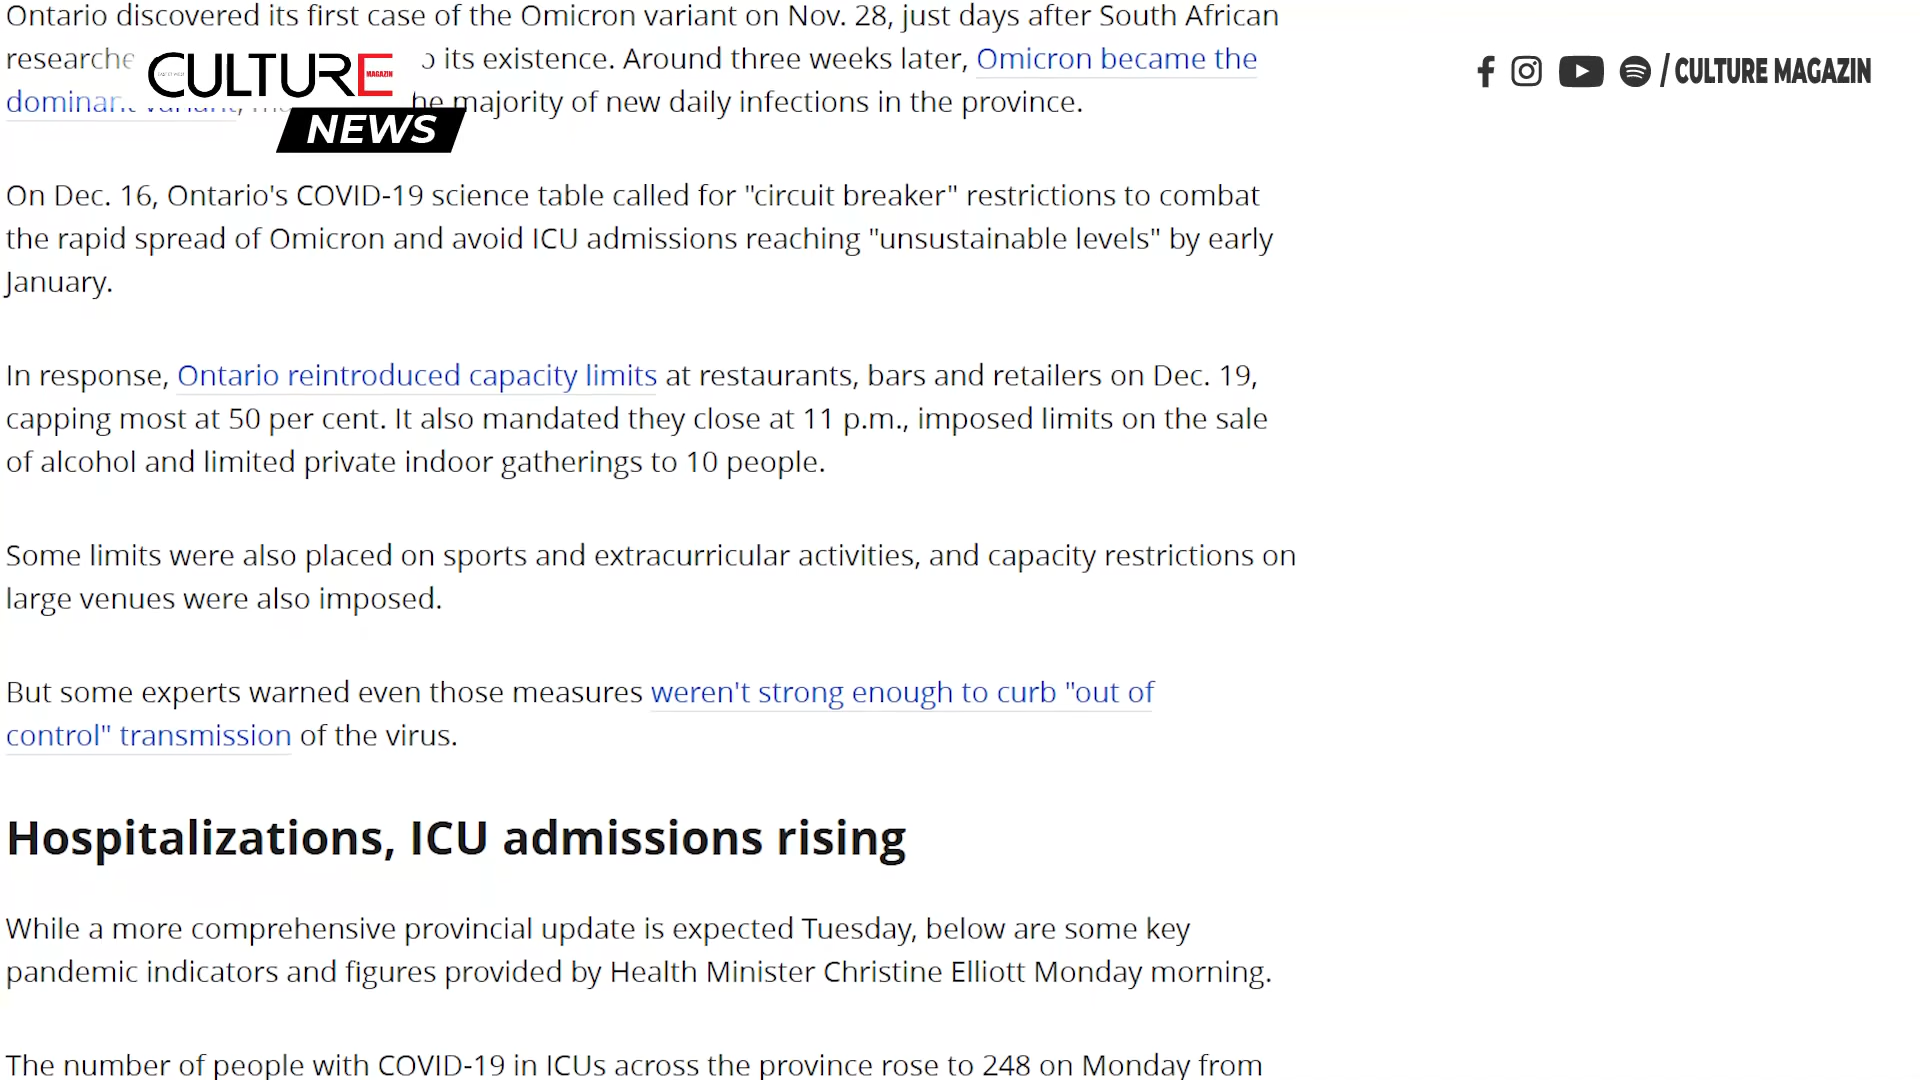 Ontario discovered its first case of the Omicron variant on Nov. 28, just days after South African
its existence. Around three weeks later, Omicron became the
majority of new daily infections in the province.
CULTURE
MAGAZIN
NEWS
/ CULTURE MAGAZIN
On Dec. 16, Ontario's COVID-19 science table called for "circuit breaker" restrictions to combat
the rapid spread of Omicron and avoid ICU admissions reaching "unsustainable levels" by early
January.
In response, Ontario reintroduced capacity limits at restaurants, bars and retailers on Dec. 19,
capping most at 50 per cent. It also mandated they close at 11 p.m., imposed limits on the sale
of alcohol and limited private indoor gatherings to 10 people.
Some limits were also placed on sports and extracurricular activities, and capacity restrictions on
large venues were also imposed.
But some experts warned even those measures weren't strong enough to curb "out of
control" transmission of the virus.
Hospitalizations, ICU admissions rising
While a more comprehensive provincial update is expected Tuesday, below are some key
pandemic indicators and figures provided by Health Minister Christine Elliott Monday morning.
The number of people with COVID-19 in ICUs across the province rose to 248 on Monday from